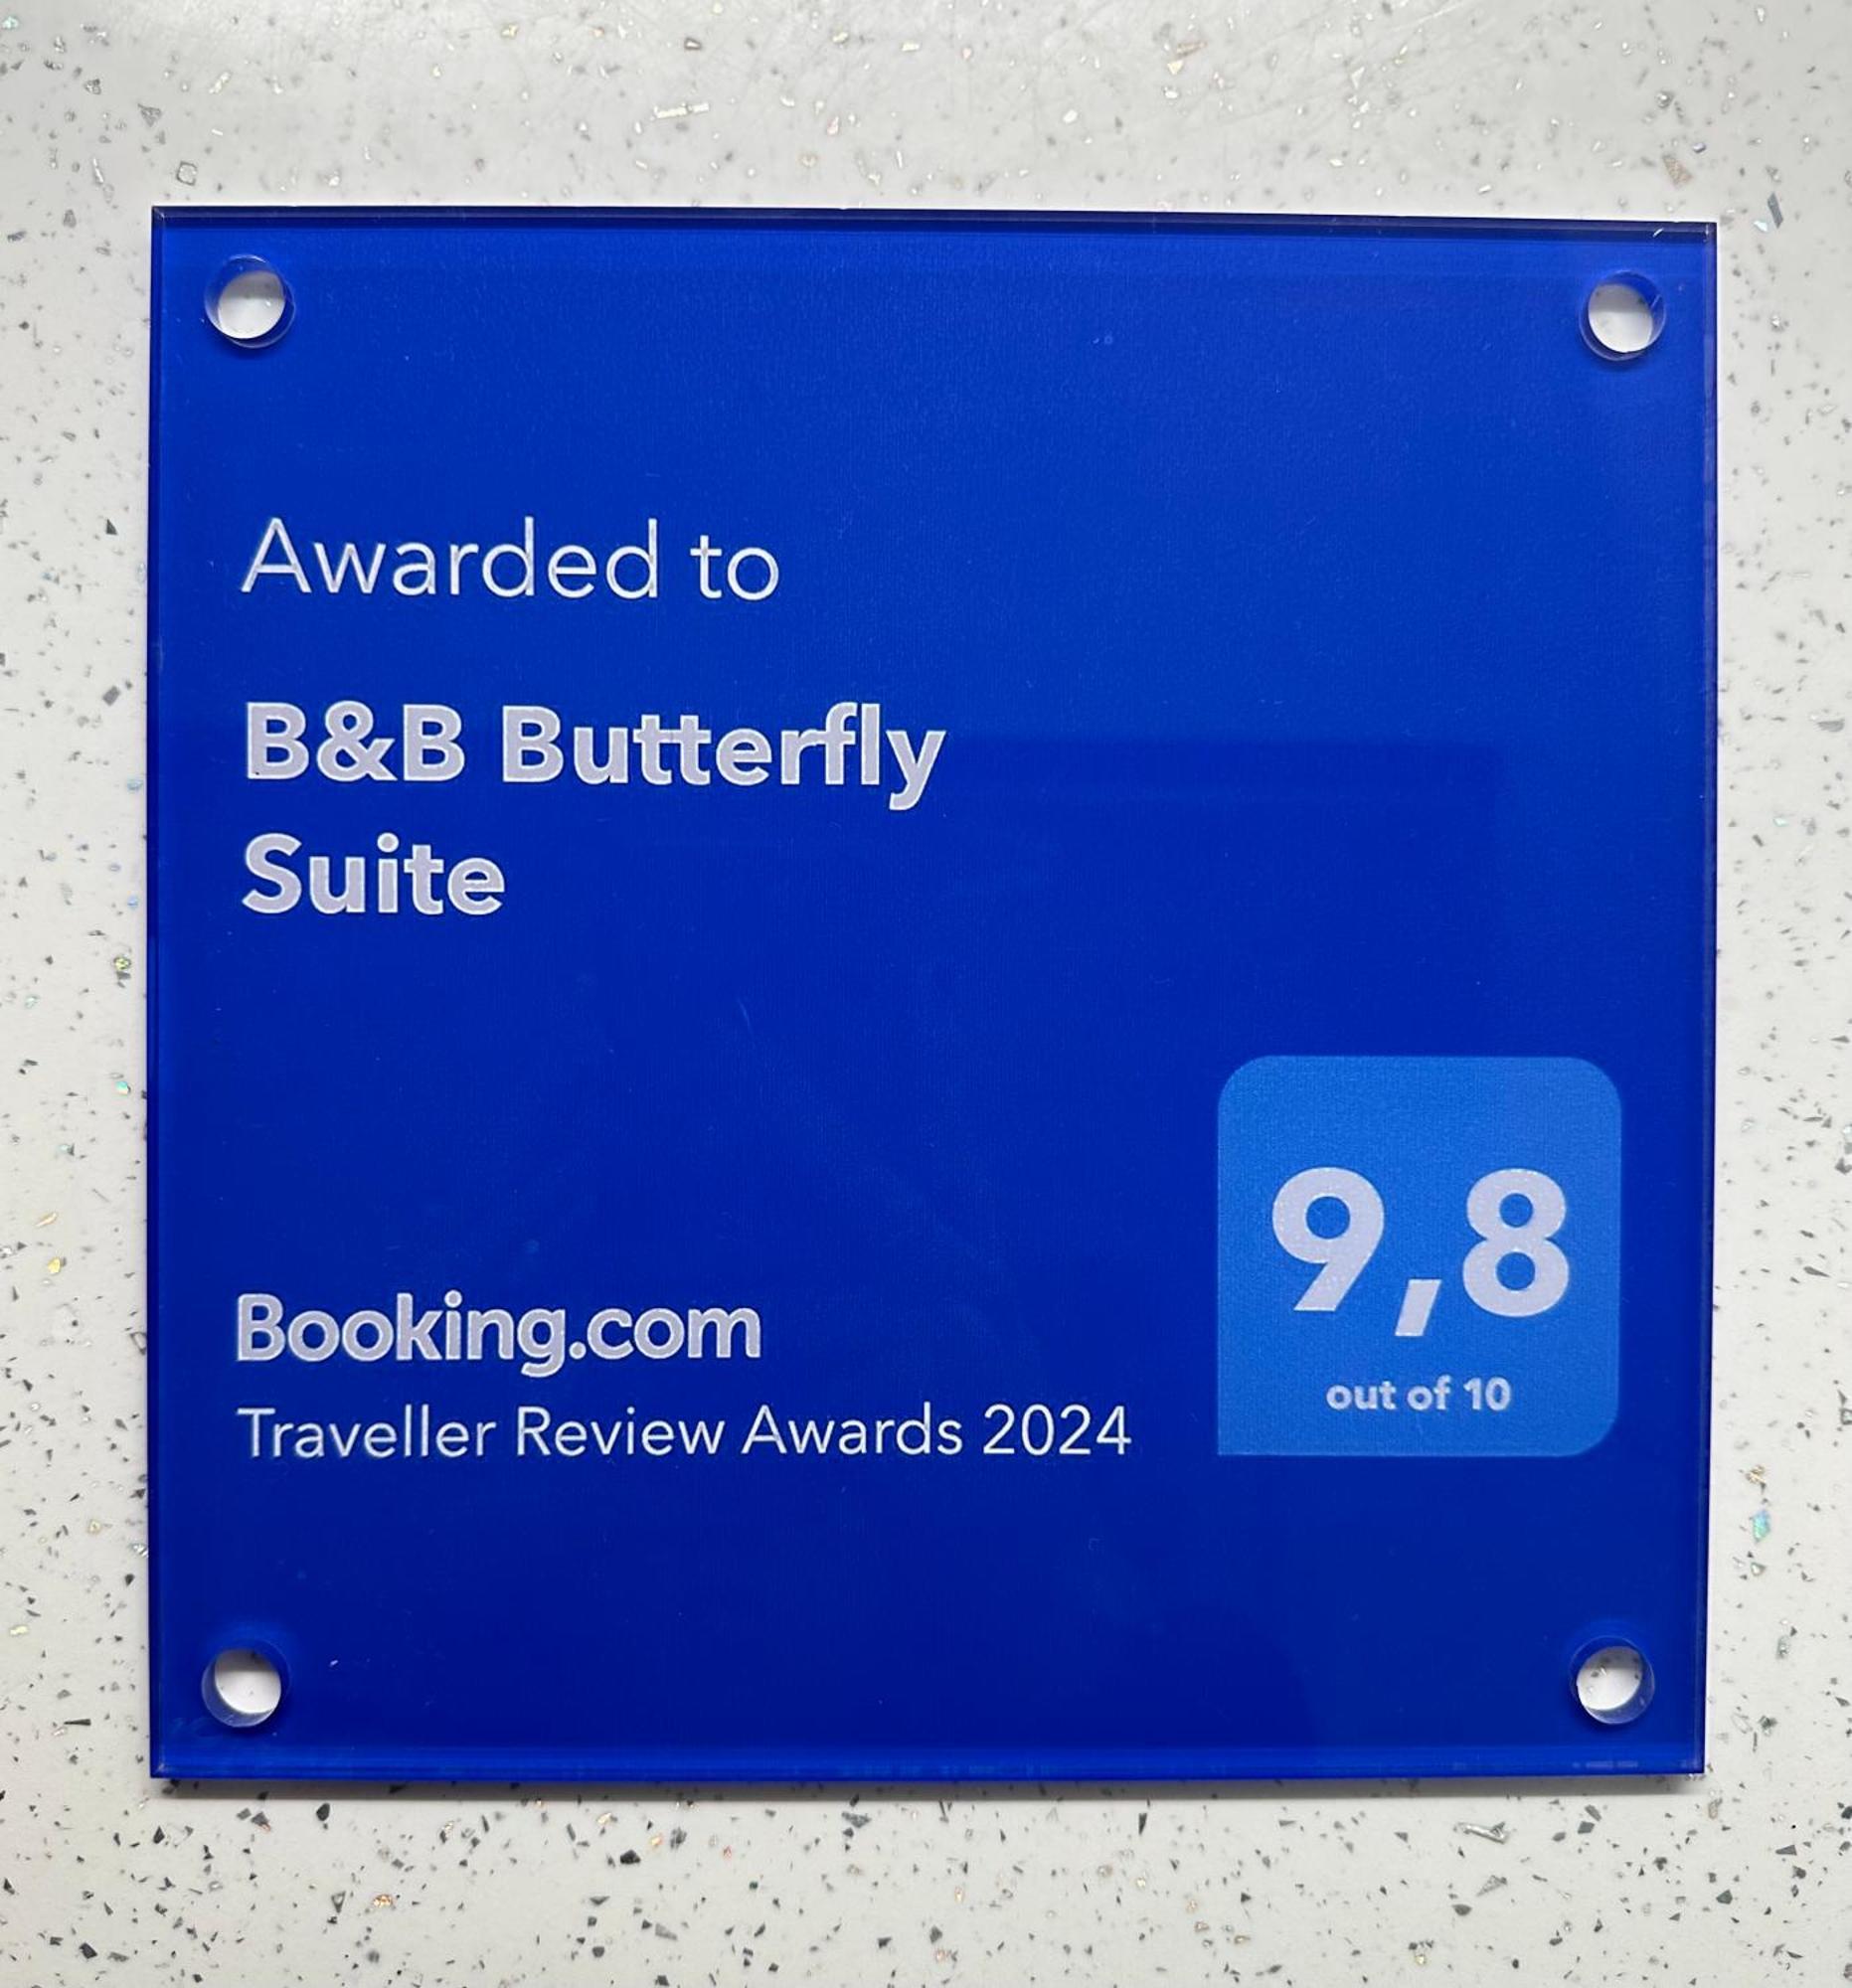 Awarded to
B&B Butterfly
Suite
9,8
out of 10
Booking.com
Traveller Review Awards 2024